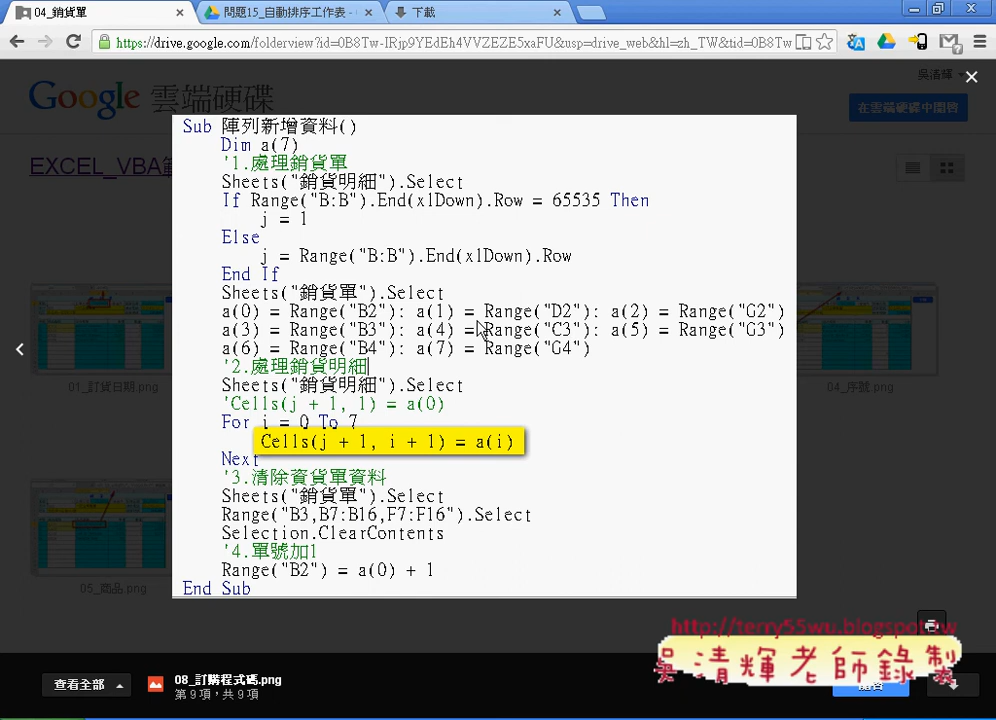 04_銷貨單
問題15_自動排序工作表 -
下載
https://drive.google.com/folderview?id=0B8Tw-IRjp9YEdEh4VVZEZE5xaFU&usp=drive_web&hl=zh_TW&tid=0B8Tw
吳清輝
Google 雲端硬碟
在雲端硬碟中開啓
EXCEL_VBA
Sub 陣列新增資料()
Dim a(7)
'1.處理銷貨單
Sheets("銷貨明細").Select
If Range("B:B").End(xlDown).Row = 65535 Then
j = 1
Else
j = Range("B:B").End(xlDown).Row
End If
Sheets("銷貨單").Select
a(0) = Range("B2"): a(1) = Range("D2"): a(2) = Range("G2")
a(3) = Range("B3"): a(4) = Range("C3"): a(5) = Range("G3")
a(6) = Range("B4"): a(7) = Range("G4")
'2.處理銷貨明細
Sheets("銷貨明細").Select
'Cells(j + 1, 1) = a(0)
For i = 0 To 7
Cells(j + 1, i + 1) = a(i)
Next
'3.清除資貨單資料
Sheets("銷貨單").Select
Range("B3,B7:B16,F7:F16").Select
Selection.ClearContents
'4.單號加1
Range("B2") = a(0) + 1
End Sub
01_訂貨日期.png
04_序號.png
05_商品.png
http://terry55wu.blogspot.tw
吳清輝老師錄製
查看全部
08_訂購程式碼.png
第 9 項，共 9 項